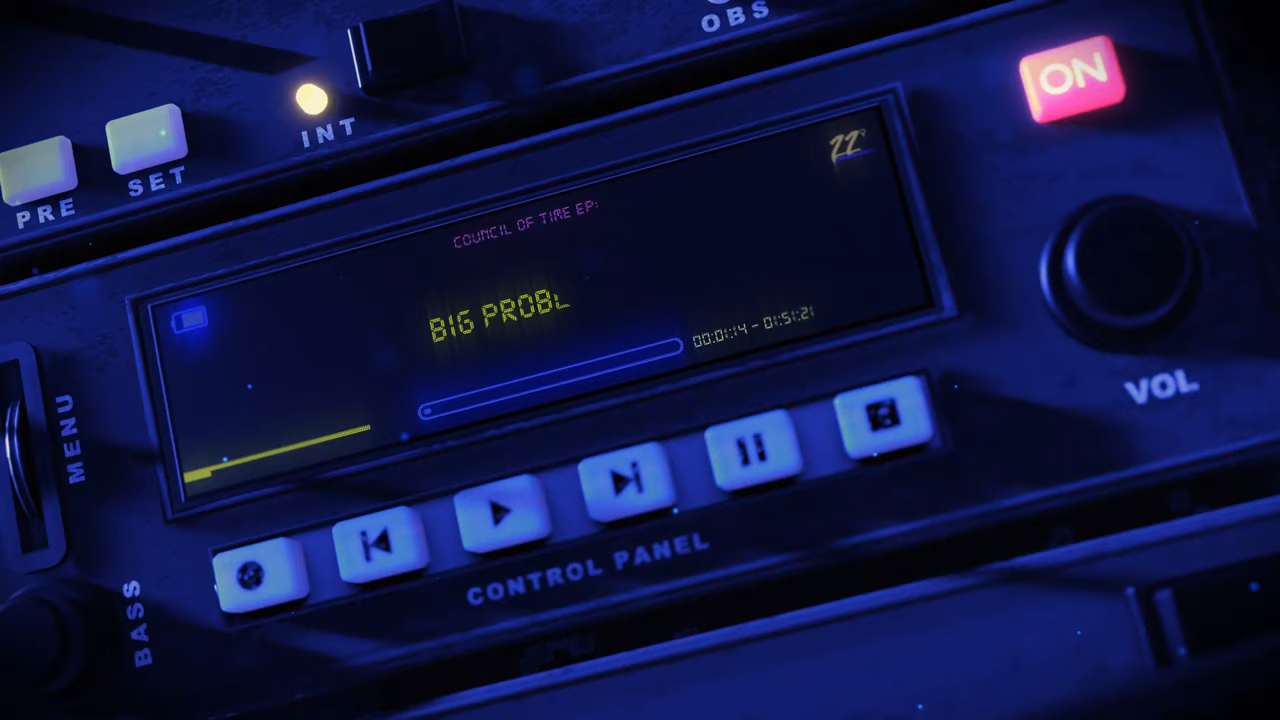 OBS
ON
INT
SET
PRE
22°
COUNCIL OF TIME EP:
BIG PROBL
00:01:14 - 01:51:21
MENU
VOL
CONTROL PANEL
BASS